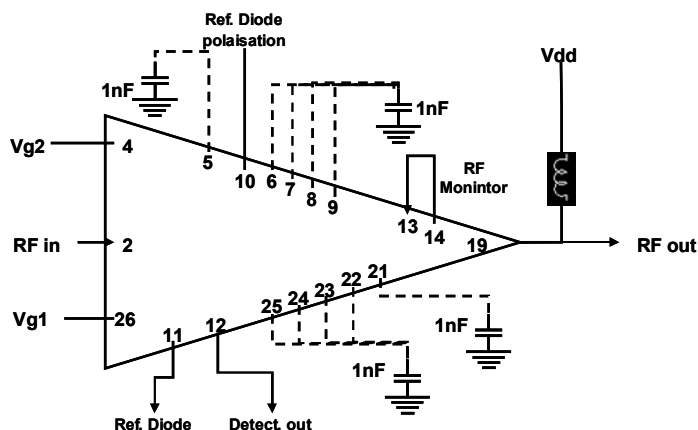 Ref. Diode
polaisation
Vdd
1nF
1nF
Vg2
4
5
10
6
7
8
9
RF
Monintor
13
14
RF in
2
19
RF out
21
22
23
24
25
Vg1
26
12
11
1nF
1nF
Ref. Diode
Detect. out